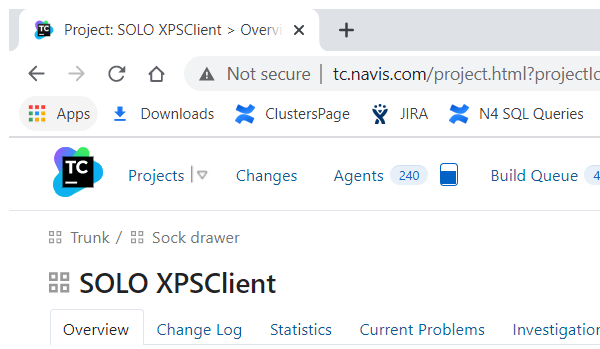 TC Project: SOLO XPSClient > Overvi
Not secure | tc.navis.com/project.html?projectId
Apps Downloads ClustersPage JIRA N4 SQL Queries
TC Projects Changes Agents 240 Build Queue 4
Trunk / Sock drawer
SOLO XPSClient
Overview Change Log Statistics Current Problems Investigation